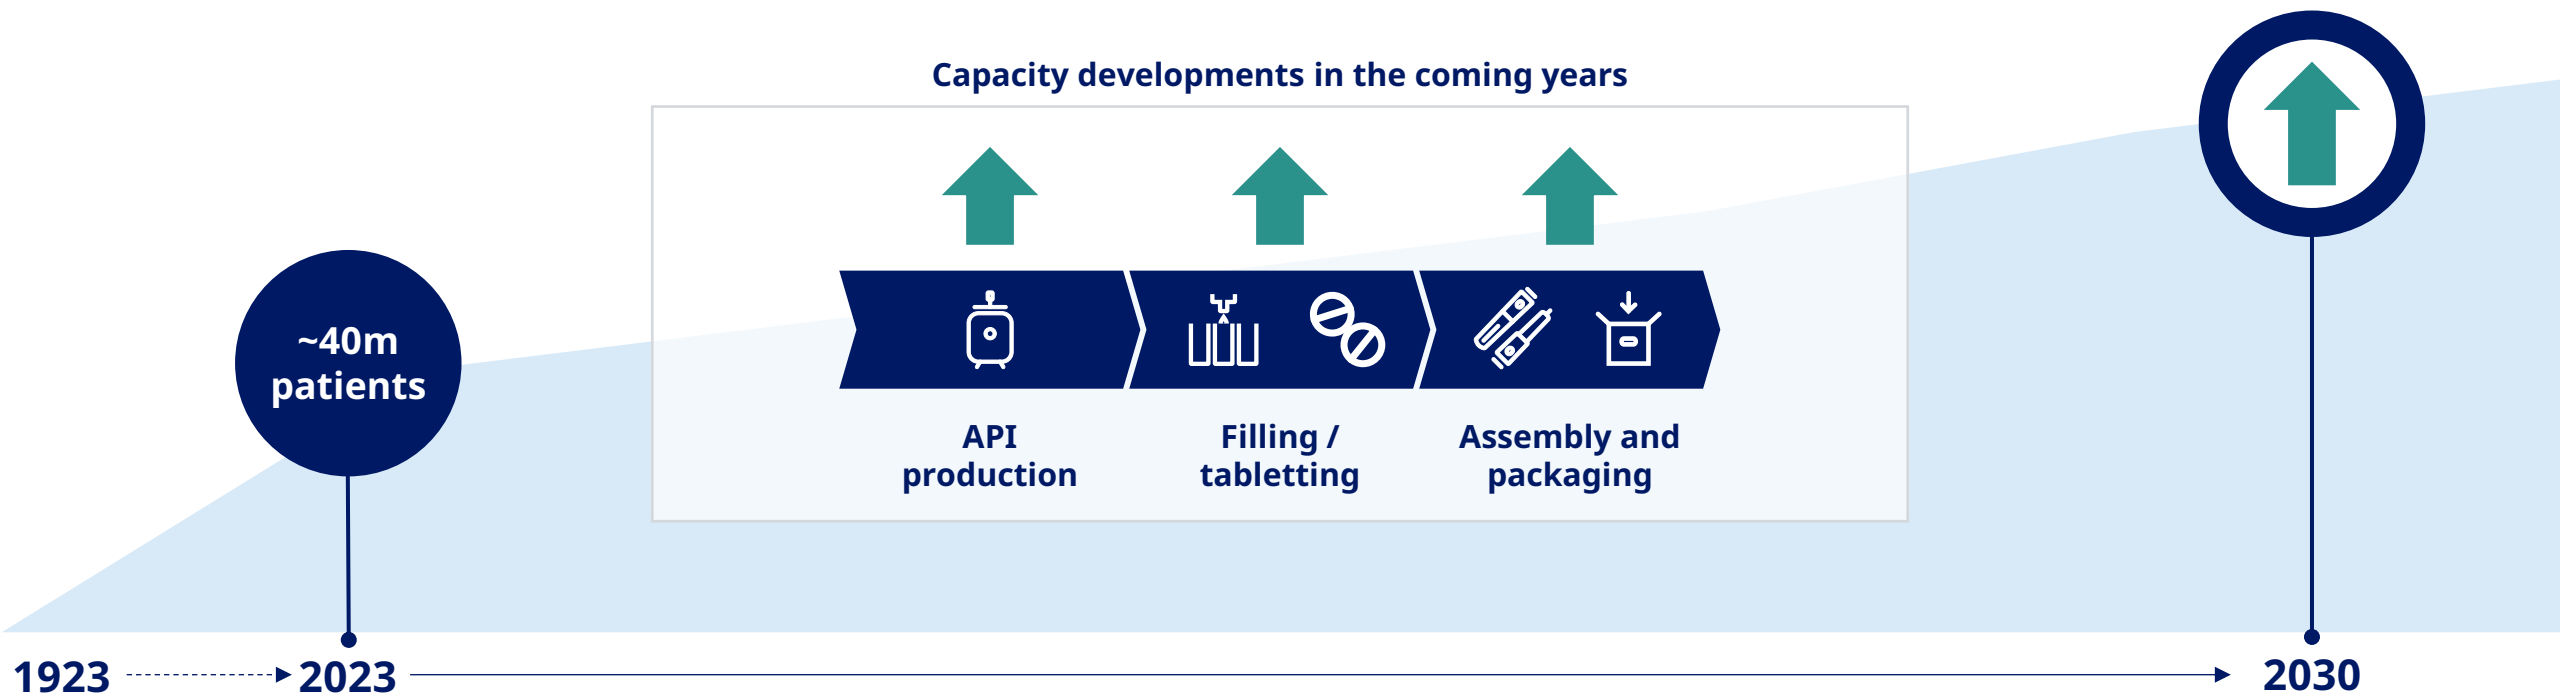 Capacity developments in the coming years
~40m
patients
API
production
Filling /
tabletting
Assembly and
packaging
1923
2023
2030